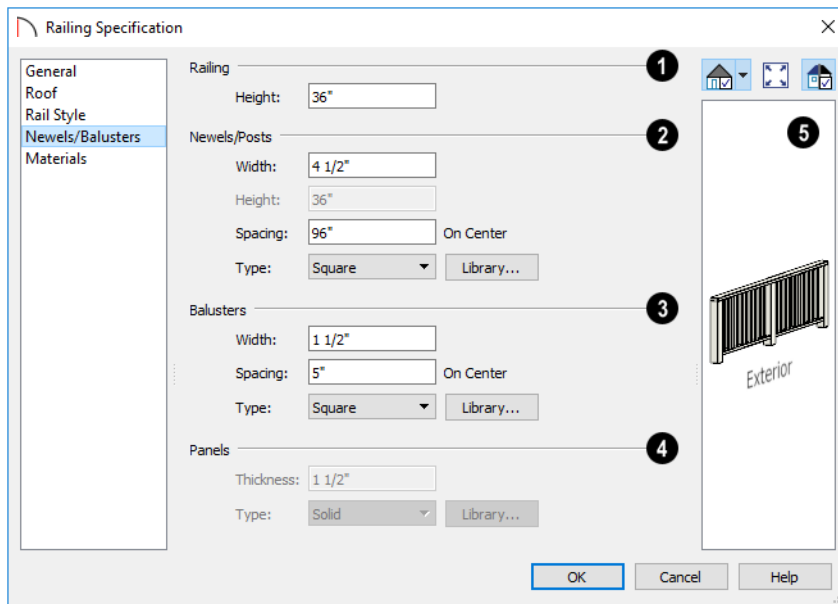 Railing Specification
General
Roof
Rail Style
Newels/Balusters
Materials
Railing
1
Height: 36"
Newels/Posts
2
Width: 4 1/2"
Height: 36"
Spacing: 96" On Center
Type: Square Library...
Balusters
3
Width: 1 1/2"
Spacing: 5" On Center
Type: Square Library...
Panels
4
Thickness: 1 1/2"
Type: Solid Library...
5
Exterior
OK Cancel Help